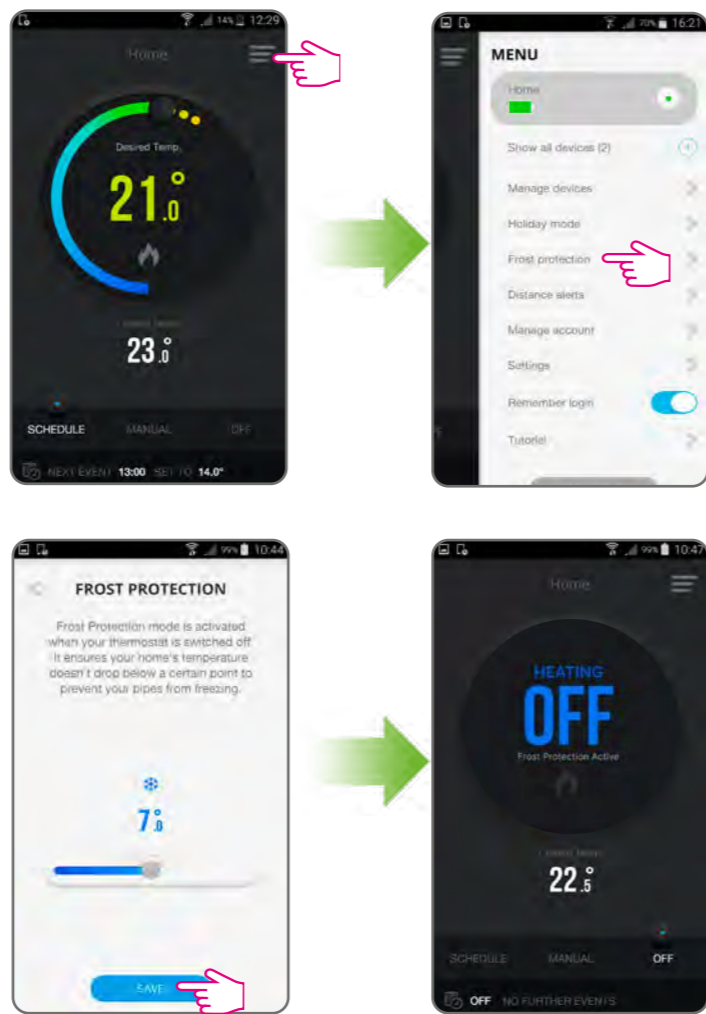 14% 12:29
Home
Desired Temp.
21.0°
23.0°
SCHEDULE MANUAL OFF
NEXT EVENT 13:00 SET TO 14.0°
70% 16:21
MENU
Home
Show all devices (2)
Manage devices
Holiday mode
Frost protection
Distance alerts
Manage account
Settings
Remember login
Tutorial
99% 10:44
FROST PROTECTION
Frost Protection mode is activated
when your thermostat is switched off
It ensures your home's temperature
doesn't drop below a certain point to
prevent your pipes from freezing.
7.0°
SAVE
99% 10:47
Home
HEATING
OFF
Frost Protection Active
22.5°
SCHEDULE MANUAL OFF
OFF NO FURTHER EVENTS